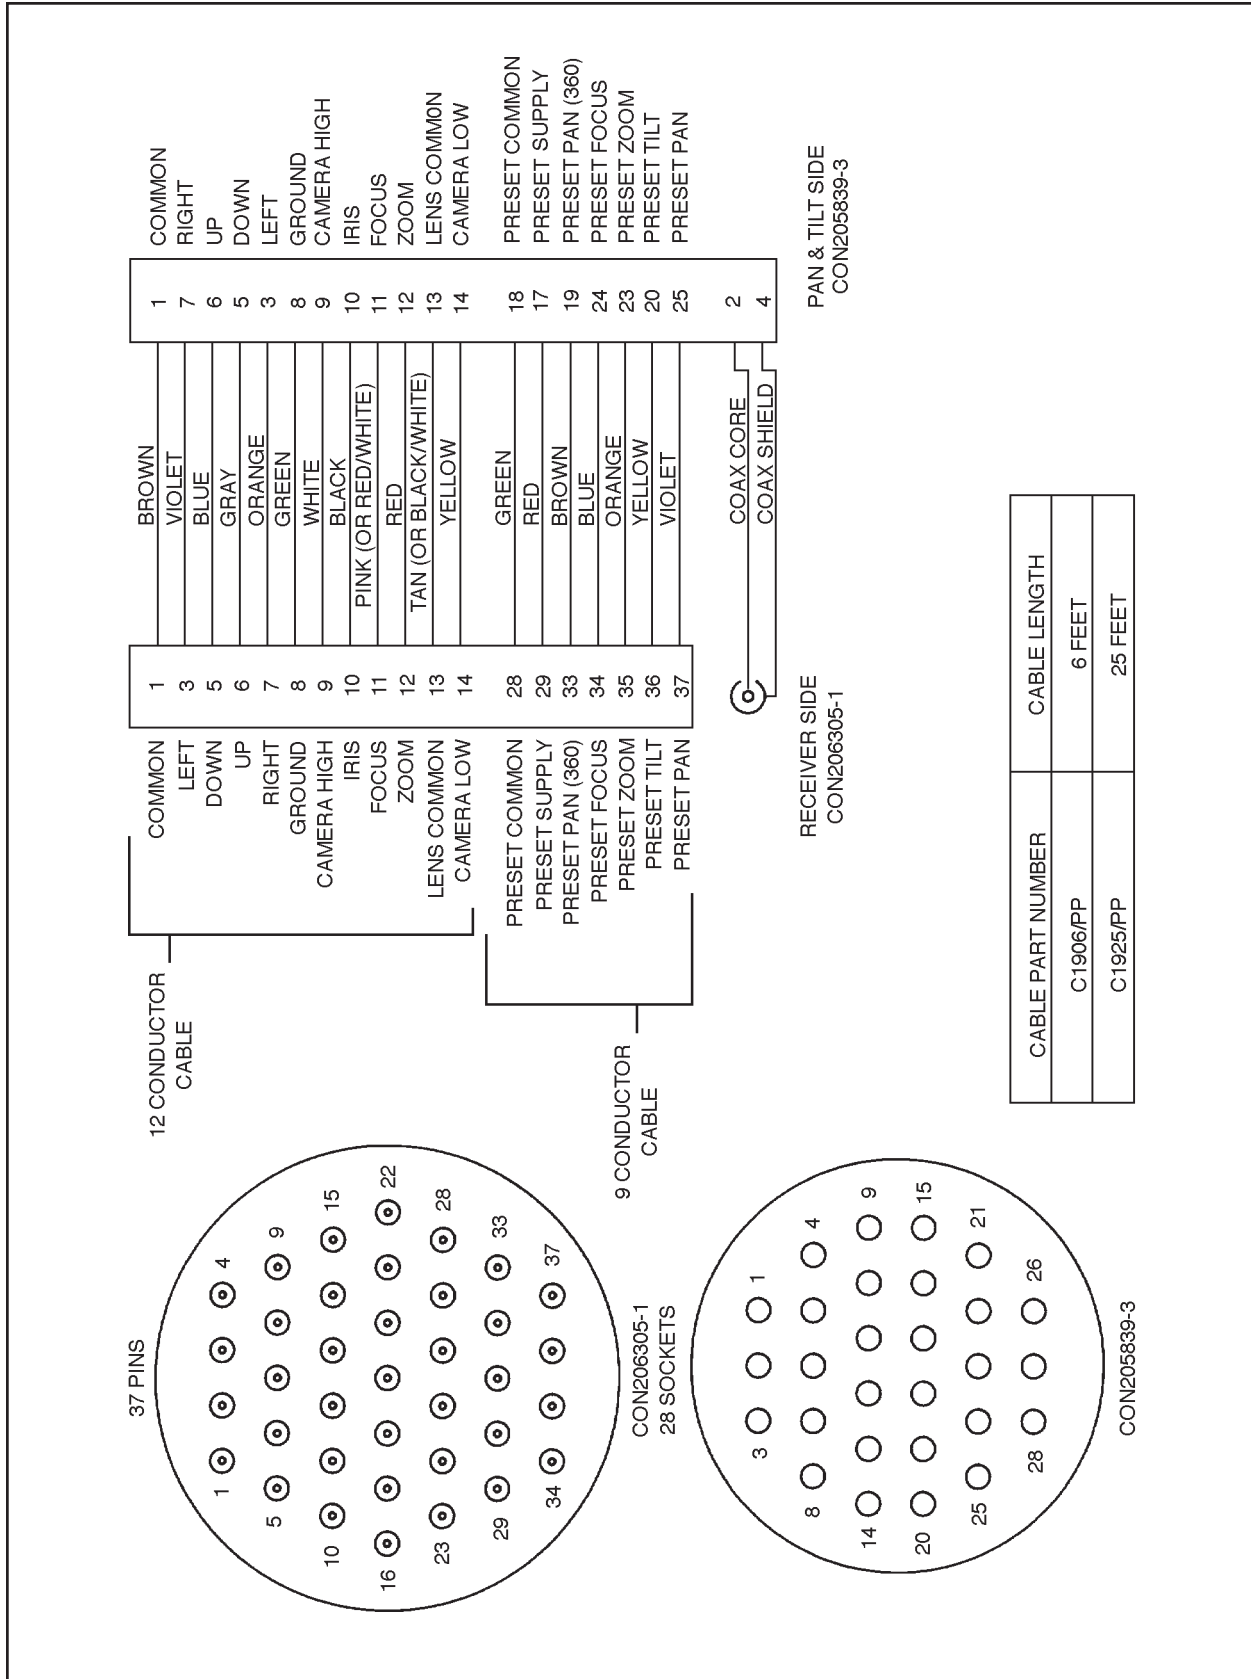 37 PINS
1 4
5 9
10 15
16 22
23 28
29 33
34 37
CON206305-1
28 SOCKETS
3 1
8 4
14 9
20 15
25 21
28 26
CON205839-3
12 CONDUCTOR
CABLE
9 CONDUCTOR
CABLE
COMMON 1 BROWN 1 COMMON
LEFT 3 VIOLET 7 RIGHT
DOWN 5 BLUE 6 UP
UP 6 GRAY 5 DOWN
RIGHT 7 ORANGE 3 LEFT
GROUND 8 GREEN 8 GROUND
CAMERA HIGH 9 WHITE 9 CAMERA HIGH
IRIS 10 BLACK 10 IRIS
FOCUS 11 PINK (OR RED/WHITE) 11 FOCUS
ZOOM 12 RED 12 ZOOM
LENS COMMON 13 TAN (OR BLACK/WHITE) 13 LENS COMMON
CAMERA LOW 14 YELLOW 14 CAMERA LOW
PRESET COMMON 28 GREEN 18 PRESET COMMON
PRESET SUPPLY 29 RED 17 PRESET SUPPLY
PRESET PAN (360) 33 BROWN 19 PRESET PAN (360)
PRESET FOCUS 34 BLUE 24 PRESET FOCUS
PRESET ZOOM 35 ORANGE 23 PRESET ZOOM
PRESET TILT 36 YELLOW 20 PRESET TILT
PRESET PAN 37 VIOLET 25 PRESET PAN
COAX CORE 2
COAX SHIELD 4
RECEIVER SIDE
CON206305-1
PAN & TILT SIDE
CON205839-3
CABLE PART NUMBER CABLE LENGTH
C1906/PP 6 FEET
C1925/PP 25 FEET